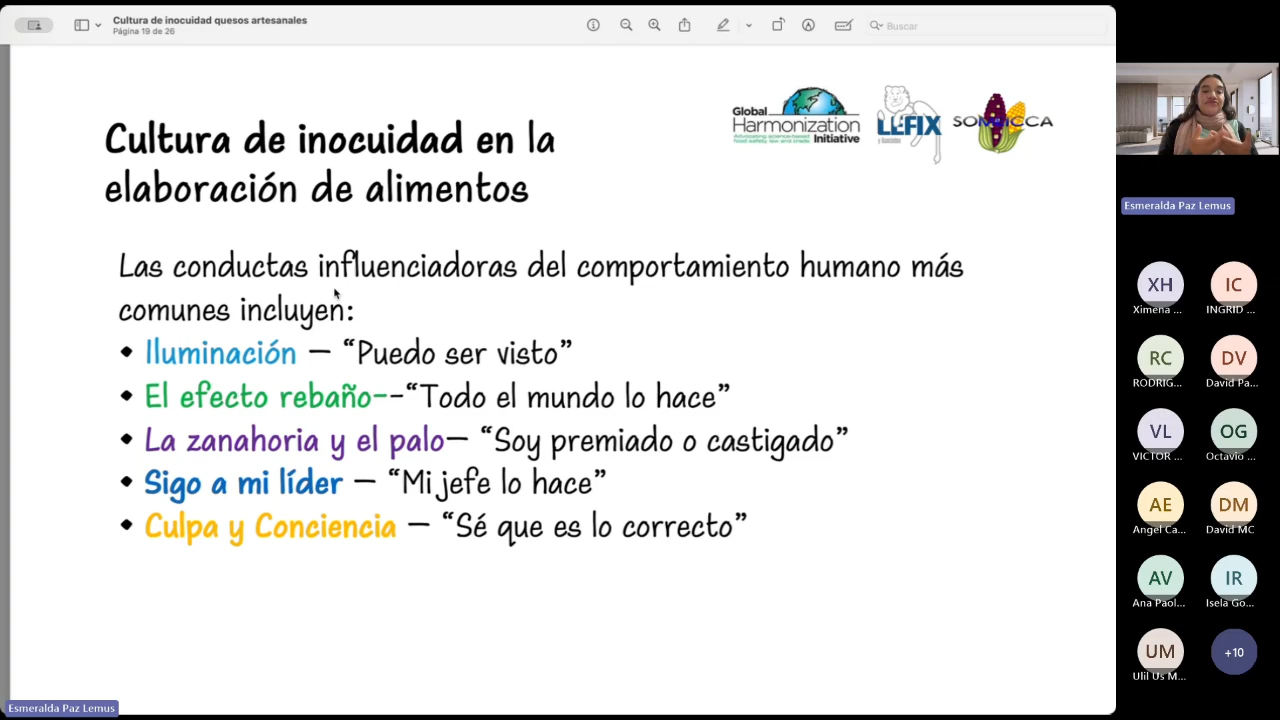 Cultura de inocuidad quesos artesanales
Página 19 de 26
Buscar
Global
Harmonization
Initiative
LEFIX
Cultura de inocuidad en la
elaboración de alimentos
Las conductas influenciadoras del comportamiento humano más
comunes incluyen:
• Iluminación – “Puedo ser visto”
• El efecto rebaño--“Todo el mundo lo hace”
• La zanahoria y el palo– “Soy premiado o castigado”
• Sigo a mi líder – “Mi jefe lo hace”
• Culpa y Conciencia – “Sé que es lo correcto”
Esmeralda Paz Lemus
Esmeralda Paz Lemus
XH
IC
Ximena ...
INGRID ...
RC
DV
RODRIG...
David Pa...
VL
OG
VICTOR ...
Octavio ...
AE
DM
Angel Ca...
David MC
AV
IR
Ana Paol...
Isela Go...
UM
+10
Ulil Us M...